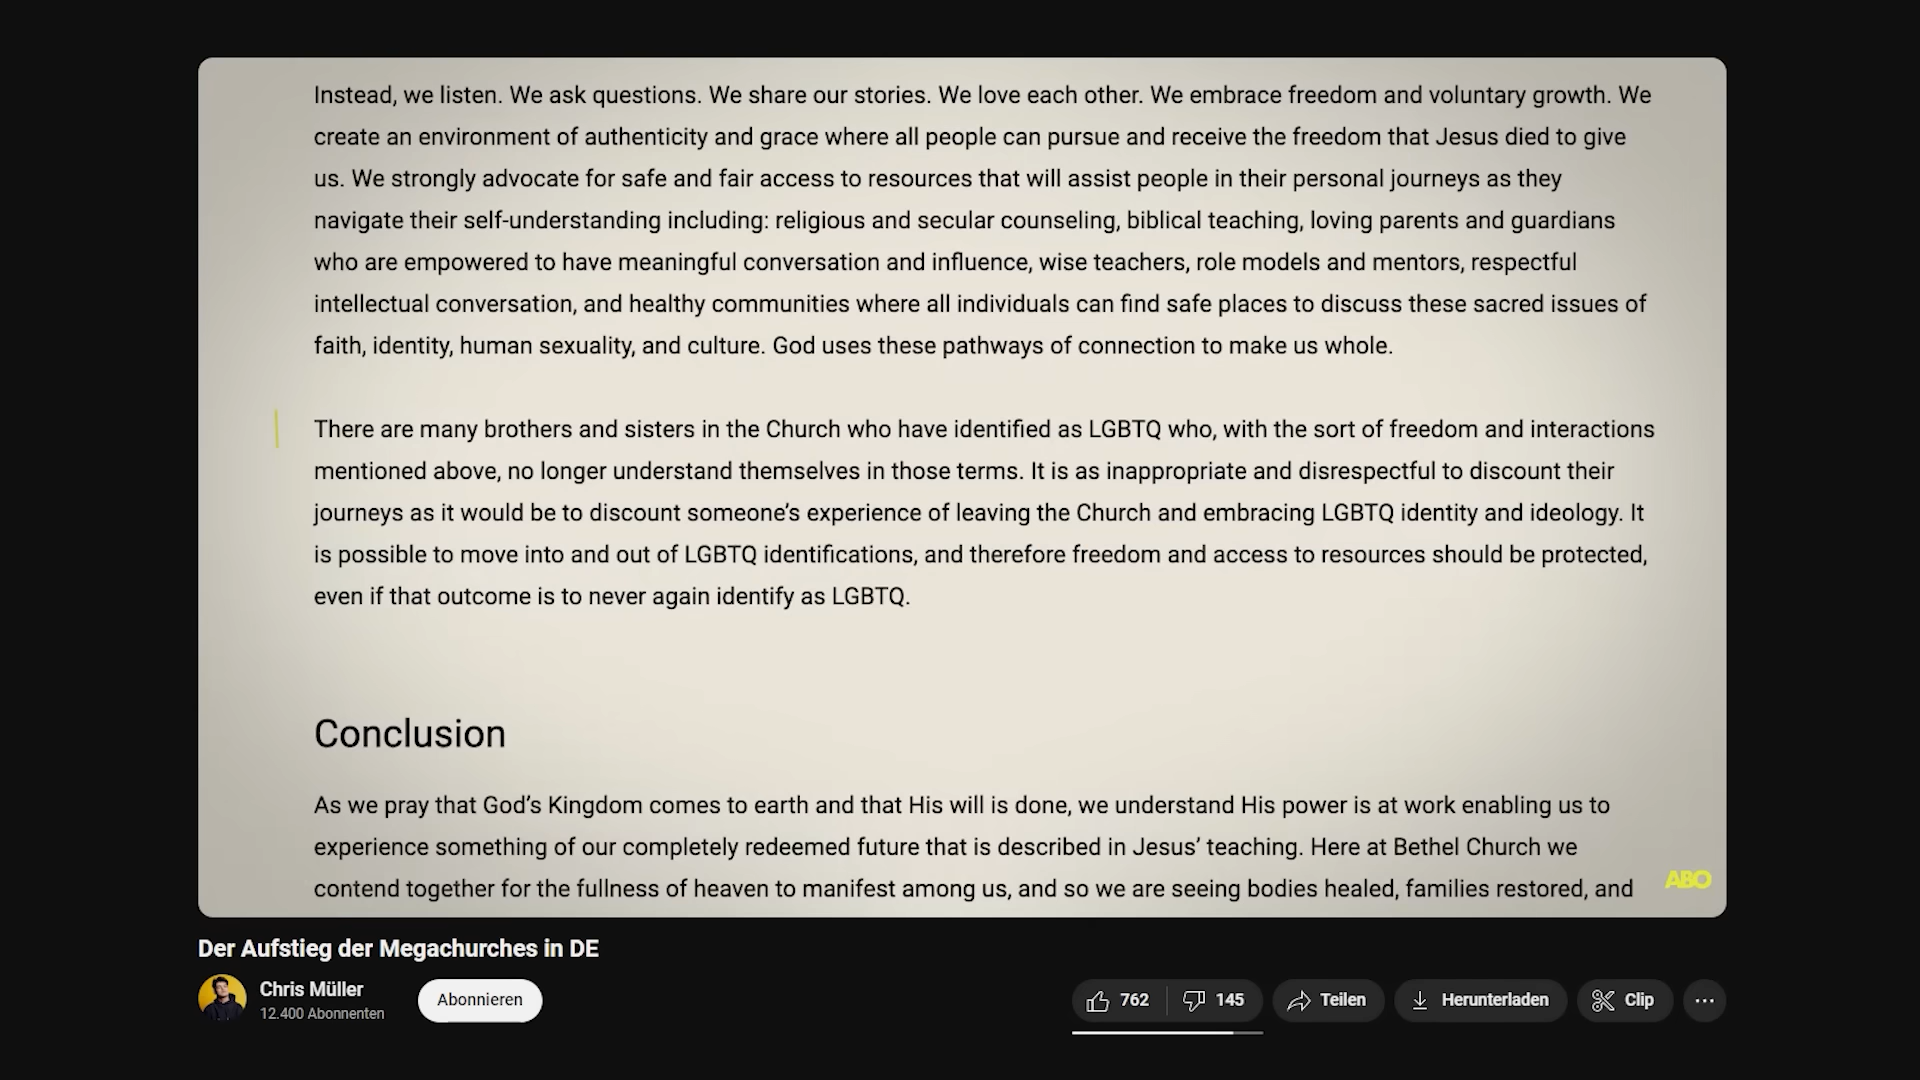 Instead, we listen. We ask questions. We share our stories. We love each other. We embrace freedom and voluntary growth. We
create an environment of authenticity and grace where all people can pursue and receive the freedom that Jesus died to give
us. We strongly advocate for safe and fair access to resources that will assist people in their personal journeys as they
navigate their self-understanding including: religious and secular counseling, biblical teaching, loving parents and guardians
who are empowered to have meaningful conversation and influence, wise teachers, role models and mentors, respectful
intellectual conversation, and healthy communities where all individuals can find safe places to discuss these sacred issues of
faith, identity, human sexuality, and culture. God uses these pathways of connection to make us whole.
There are many brothers and sisters in the Church who have identified as LGBTQ who, with the sort of freedom and interactions
mentioned above, no longer understand themselves in those terms. It is as inappropriate and disrespectful to discount their
journeys as it would be to discount someone's experience of leaving the Church and embracing LGBTQ identity and ideology. It
is possible to move into and out of LGBTQ identifications, and therefore freedom and access to resources should be protected,
even if that outcome is to never again identify as LGBTQ.
Conclusion
As we pray that God's Kingdom comes to earth and that His will is done, we understand His power is at work enabling us to
experience something of our completely redeemed future that is described in Jesus' teaching. Here at Bethel Church we
contend together for the fullness of heaven to manifest among us, and so we are seeing bodies healed, families restored, and
ABO
Der Aufstieg der Megachurches in DE
Chris Müller
12.400 Abonnenten
Abonnieren
762
145
Teilen
Herunterladen
Clip